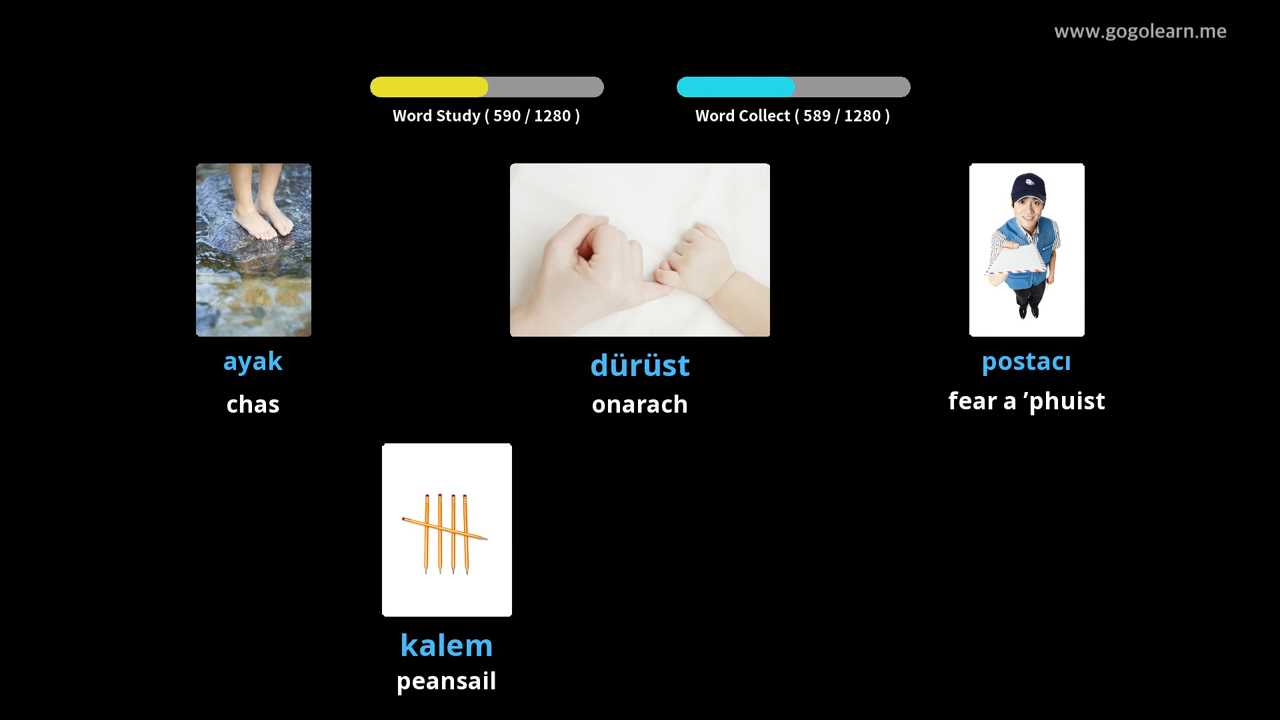 www.gogolearn.me
Word Study ( 590 / 1280 )
Word Collect ( 589 / 1280 )
ayak
dürüst
postacı
chas
onarach
fear a ’phuist
kalem
peansail